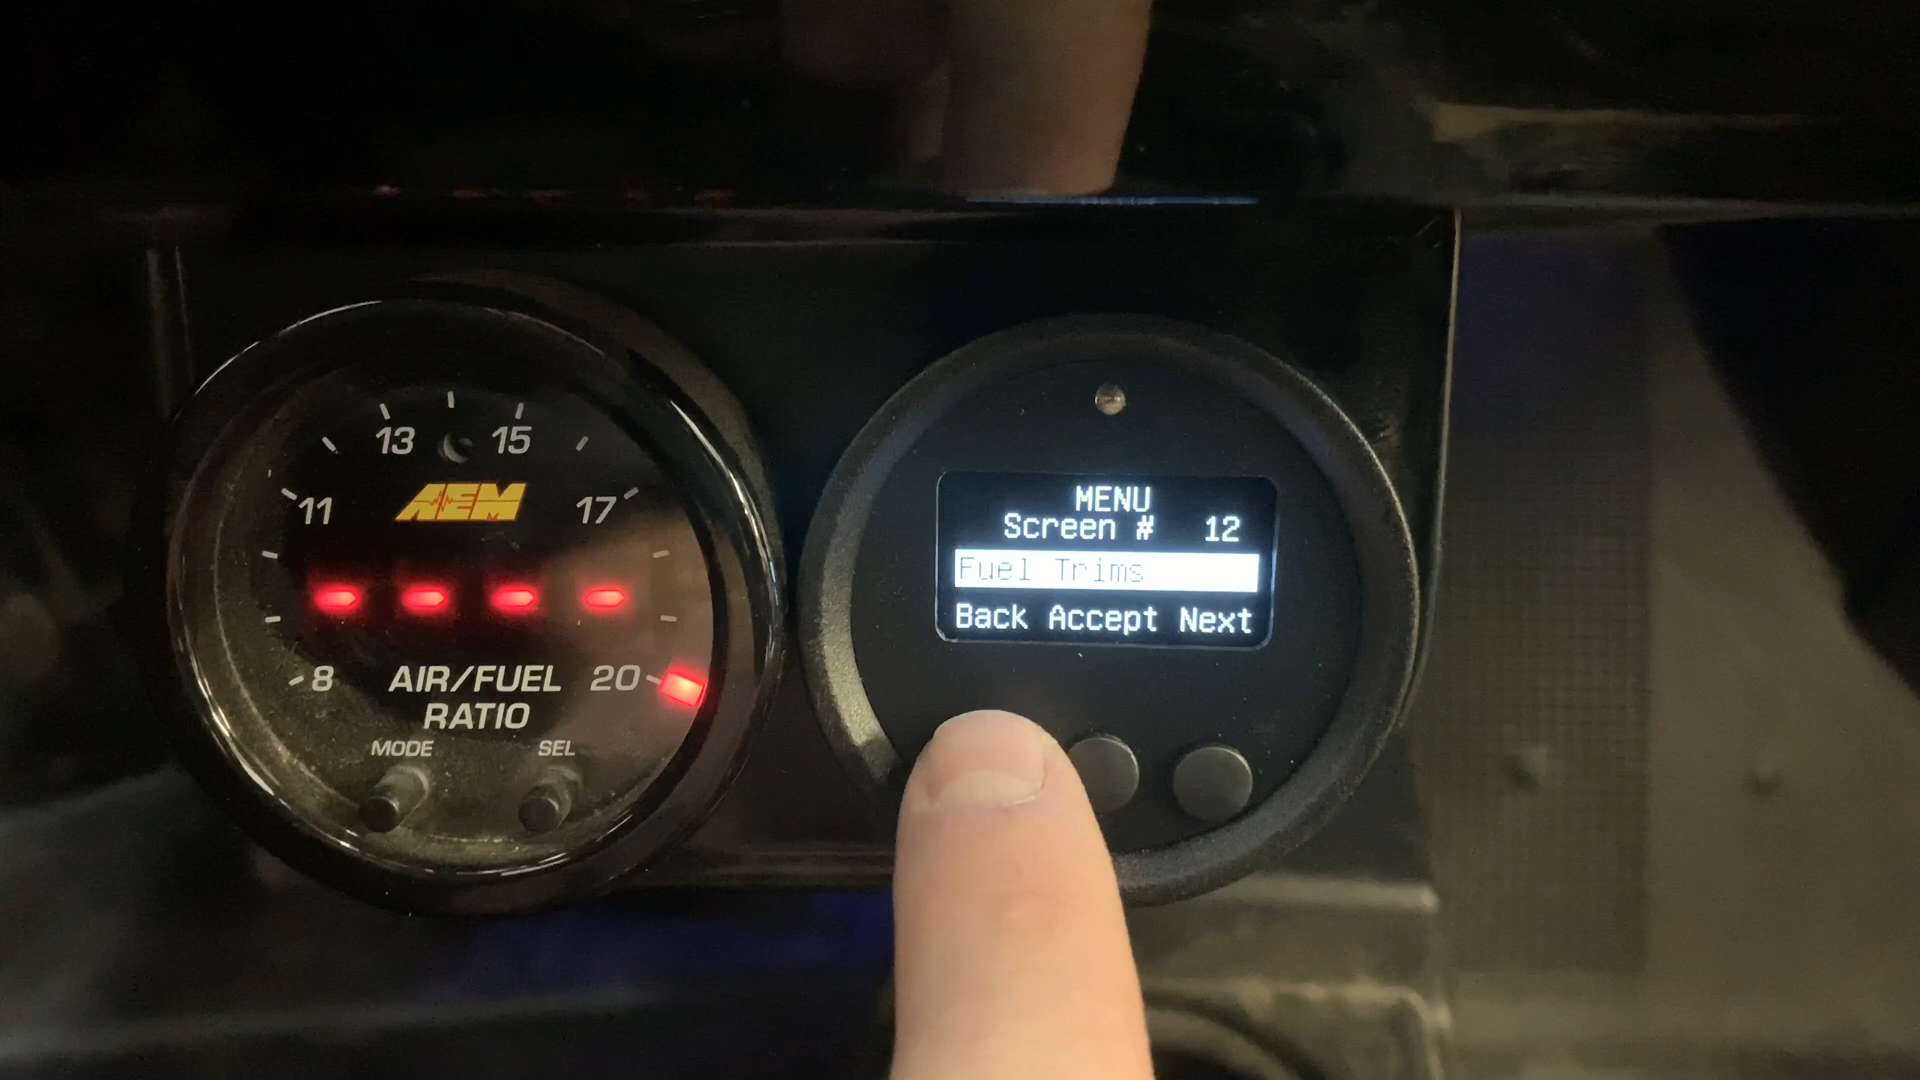 13 15
11 AEM 17
8 AIR/FUEL 20
RATIO
MODE SEL
MENU
Screen # 12
Fuel Trims
Back Accept Next